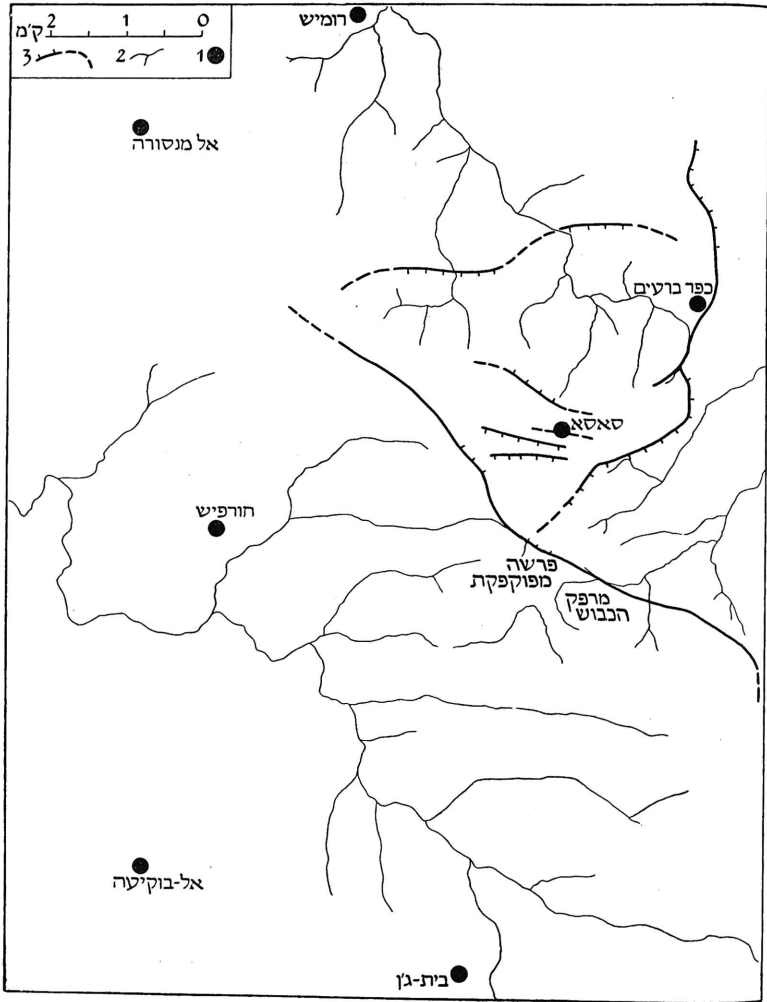 ק'מ 2 1 0
3 2 1
רומיש
אל מנסורה
כפר ברעים
סאסא
חורפיש
פרשה
מפוקפקת
מרפק
הכבוש
אל-בוקיעה
בית-ג'ן